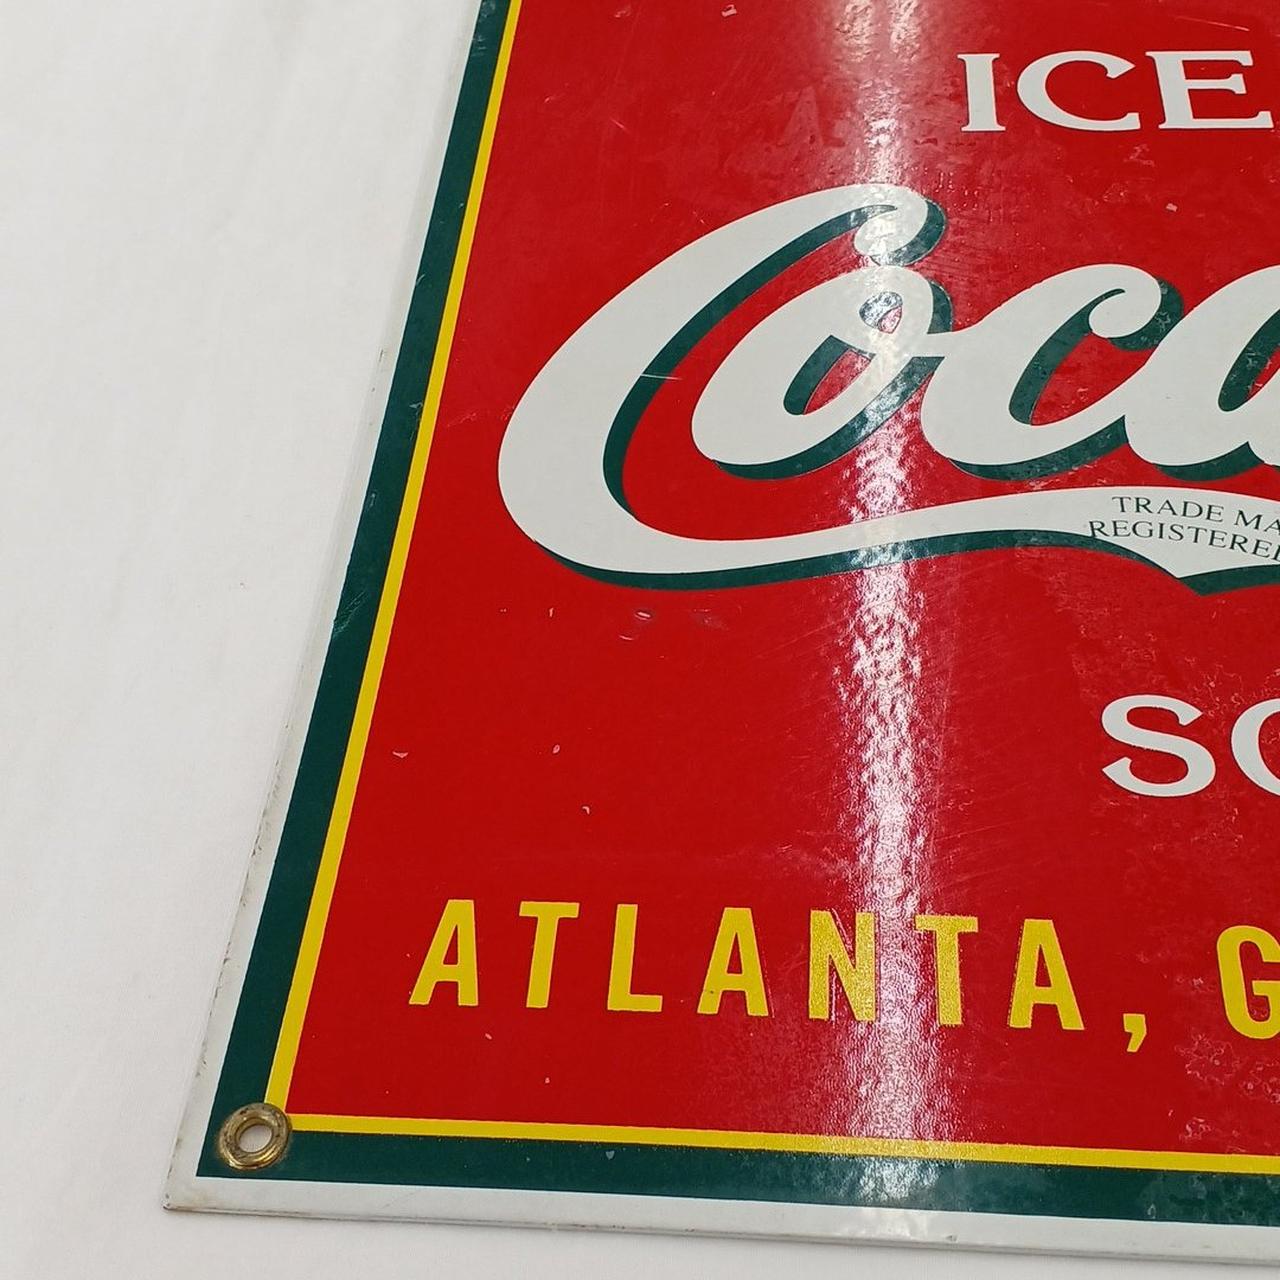 ICE
Coca
TRADE MA
REGISTERE
SO
ATLANTA, G